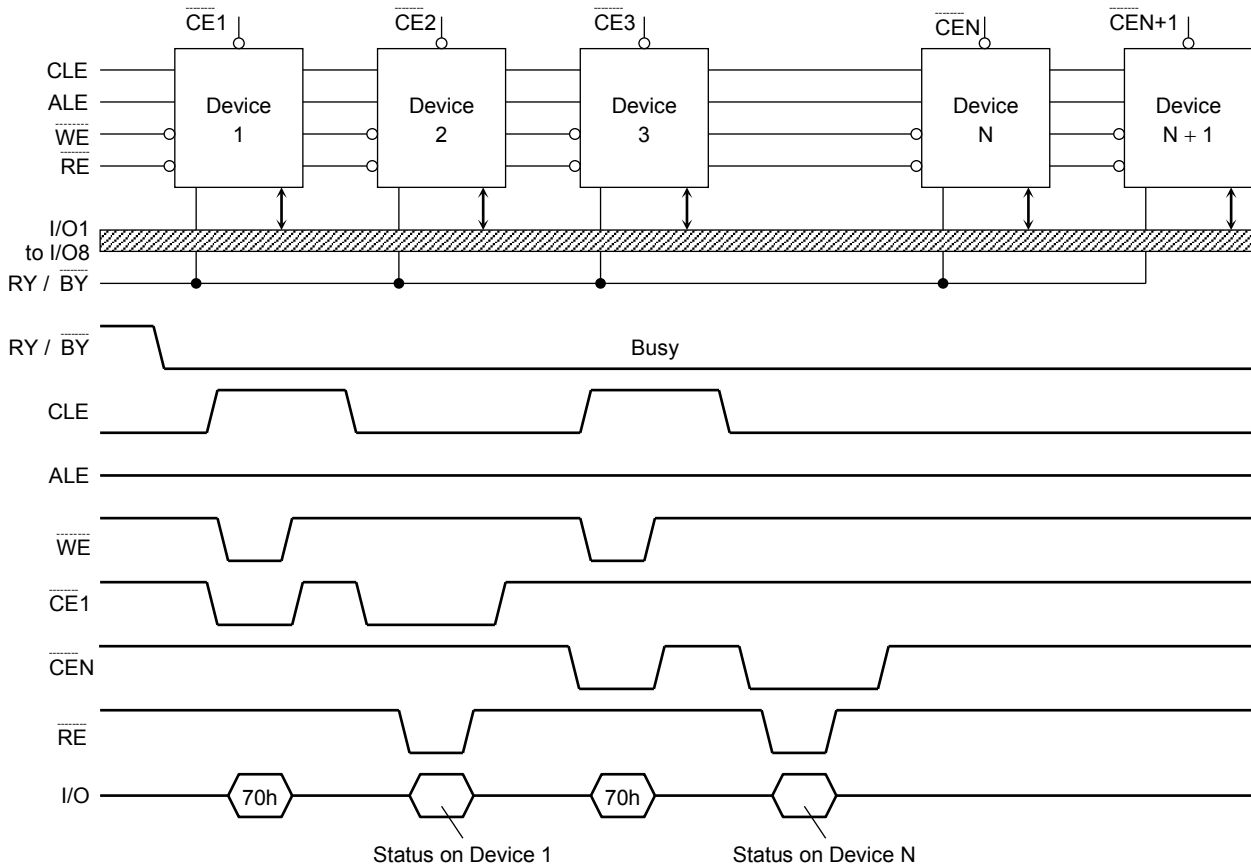 CE1 CE2 CE3 CEN CEN+1
CLE
ALE
WE
RE
Device 1
Device 2
Device 3
Device N
Device N + 1
I/O1
to I/O8
RY / BY
RY / BY
Busy
CLE
ALE
WE
CE1
CEN
RE
I/O
70h
70h
Status on Device 1
Status on Device N